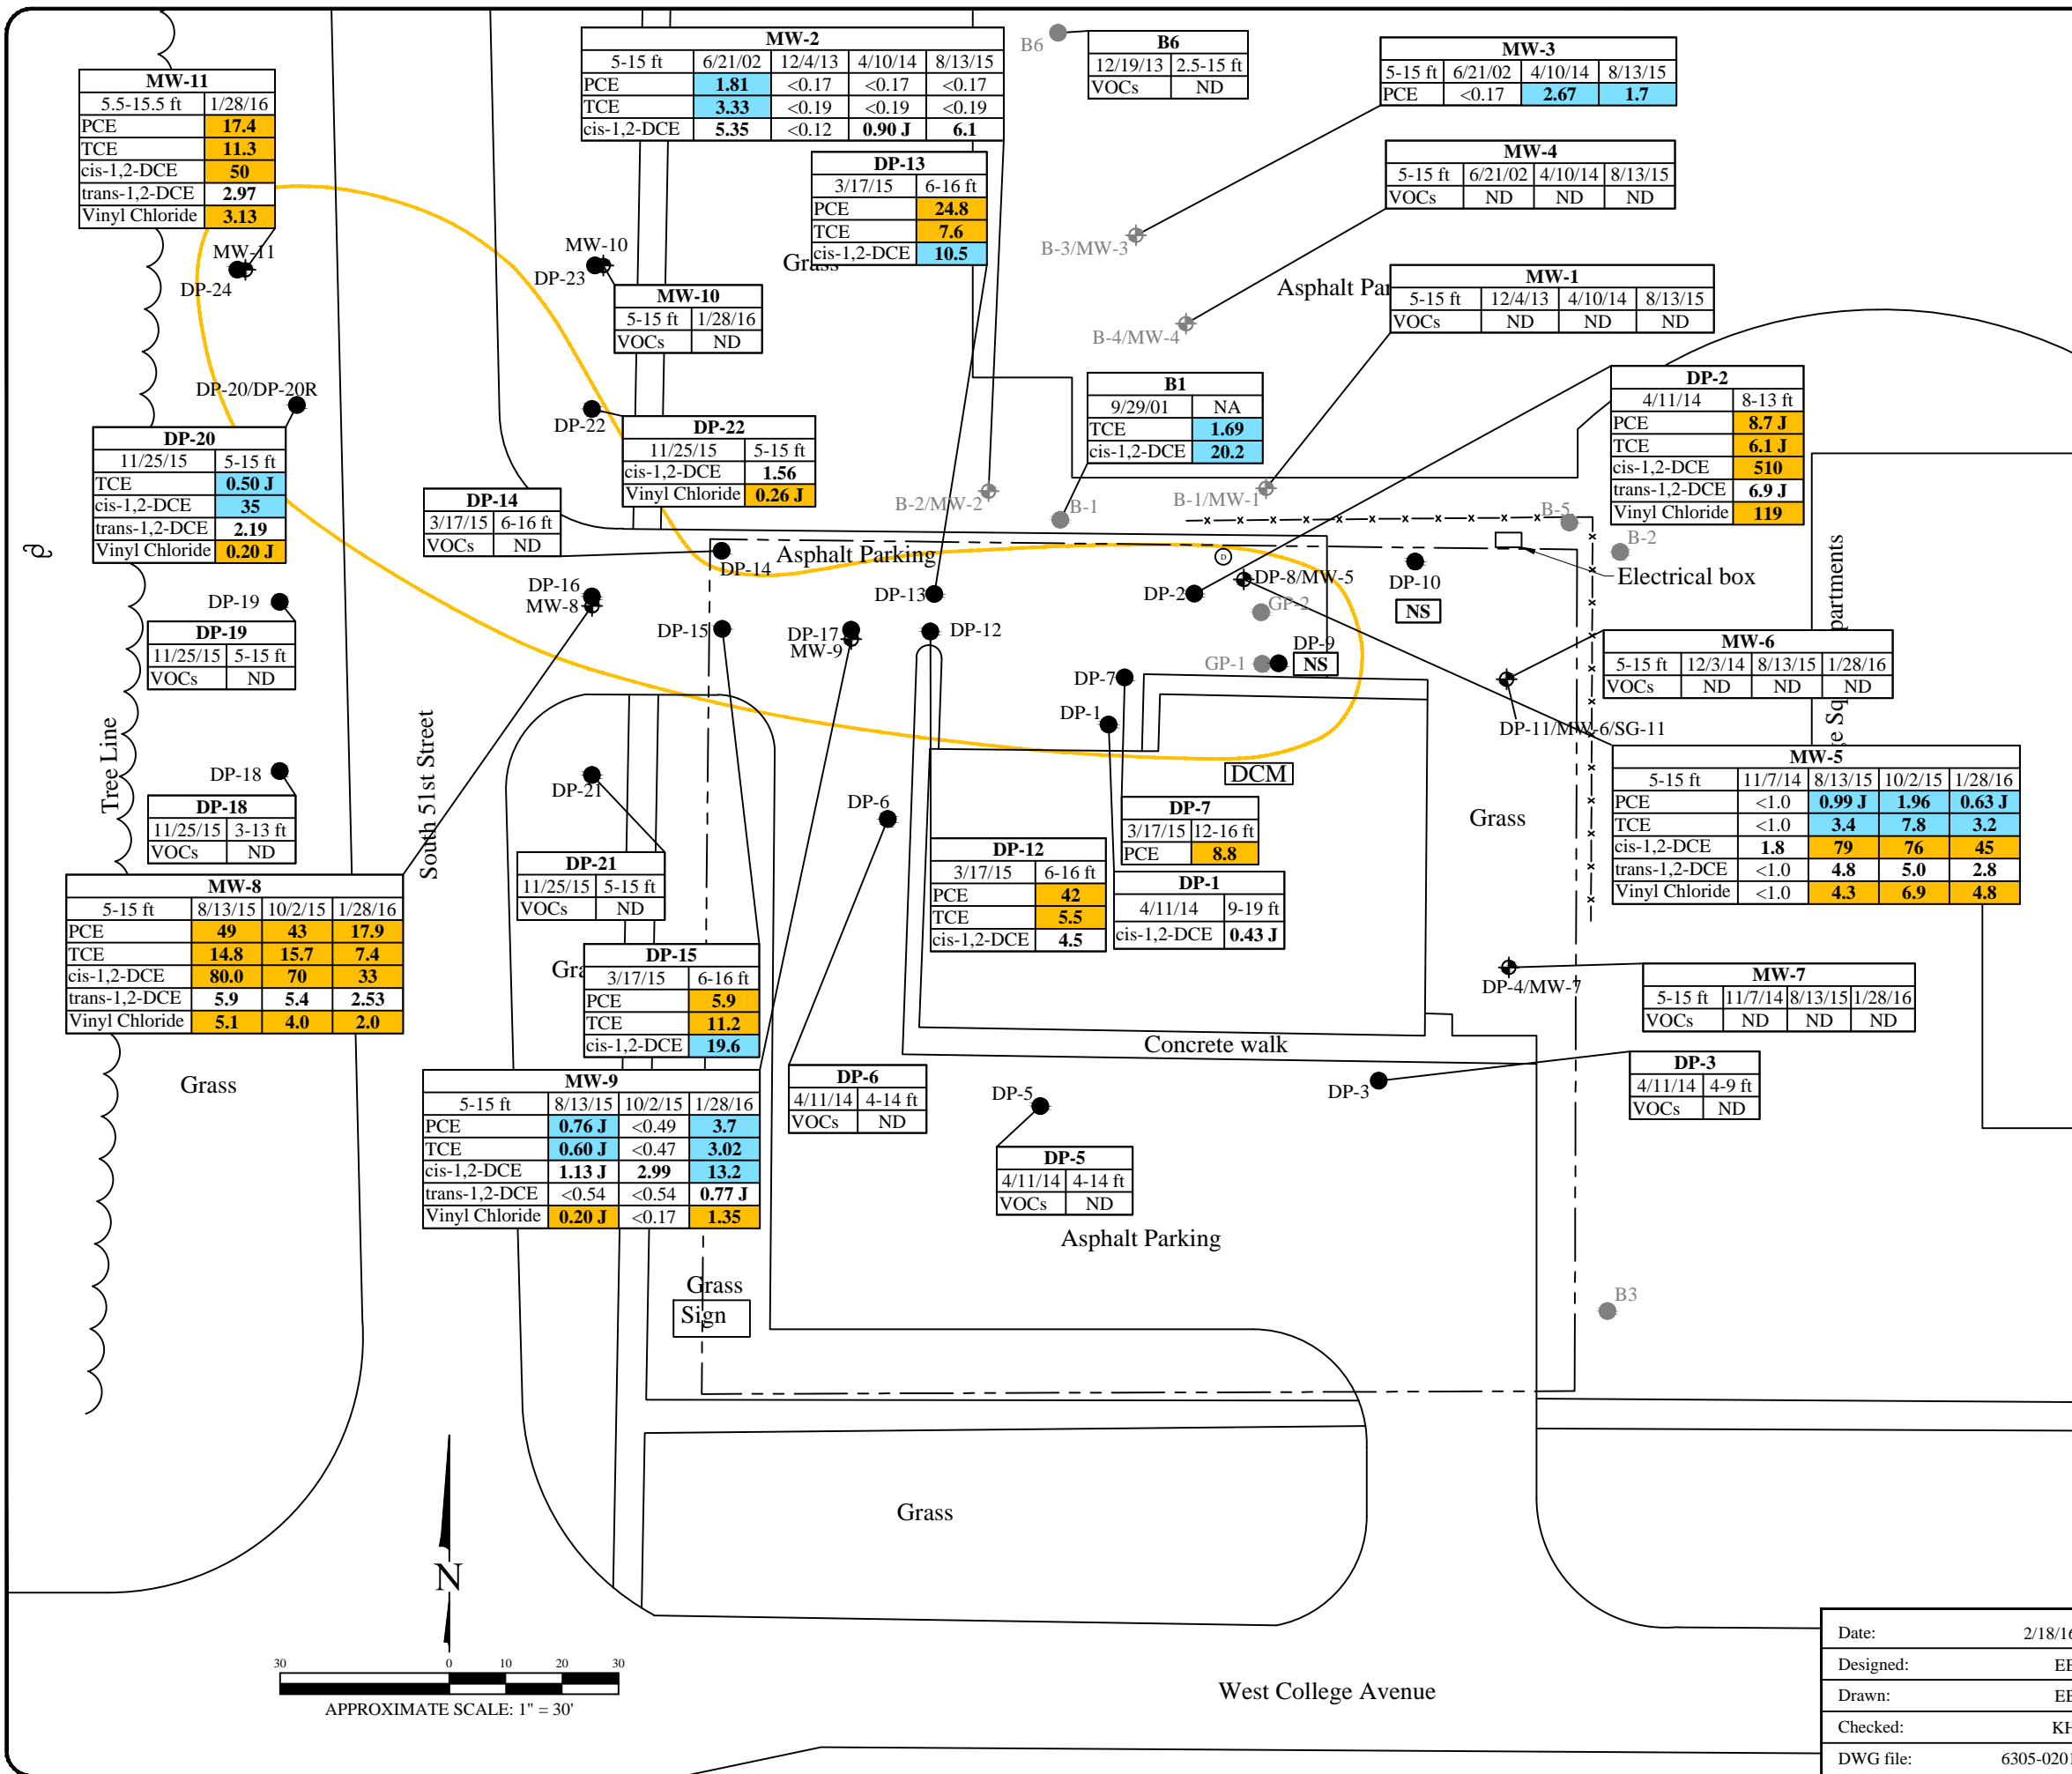 MW-11
5.5-15.5 ft 1/28/16
PCE 17.4
TCE 11.3
cis-1,2-DCE 50
trans-1,2-DCE 2.97
Vinyl Chloride 3.13
MW-2
5-15 ft 6/21/02 12/4/13 4/10/14 8/13/15
PCE 1.81 <0.17 <0.17 <0.17
TCE 3.33 <0.19 <0.19 <0.19
cis-1,2-DCE 5.35 <0.12 0.90 J 6.1
B6
B6
12/19/13 2.5-15 ft
VOCs ND
MW-3
5-15 ft 6/21/02 4/10/14 8/13/15
PCE <0.17 2.67 1.7
MW-4
5-15 ft 6/21/02 4/10/14 8/13/15
VOCs ND ND ND
DP-13
3/17/15 6-16 ft
PCE 24.8
TCE 7.6
cis-1,2-DCE 10.5
Grass
B-3/MW-3
MW-11
DP-24
MW-10
DP-23
MW-10
5-15 ft 1/28/16
VOCs ND
Asphalt Par
MW-1
5-15 ft 12/4/13 4/10/14 8/13/15
VOCs ND ND ND
B-4/MW-4
DP-20/DP-20R
DP-20
11/25/15 5-15 ft
TCE 0.50 J
cis-1,2-DCE 35
trans-1,2-DCE 2.19
Vinyl Chloride 0.20 J
DP-22
DP-22
11/25/15 5-15 ft
cis-1,2-DCE 1.56
Vinyl Chloride 0.26 J
B1
9/29/01 NA
TCE 1.69
cis-1,2-DCE 20.2
DP-2
4/11/14 8-13 ft
PCE 8.7 J
TCE 6.1 J
cis-1,2-DCE 510
trans-1,2-DCE 6.9 J
Vinyl Chloride 119
DP-14
3/17/15 6-16 ft
VOCs ND
B-2/MW-2
B-1
B-1/MW-1
B-5
B-2
Asphalt Parking
DP-14
D
DP-8/MW-5
DP-10
NS
Electrical box
DP-16
MW-8
DP-13
DP-2
GP-2
DP-19
DP-19
11/25/15 5-15 ft
VOCs ND
DP-15
DP-17
MW-9
DP-12
GP-1
DP-9
NS
DP-7
DP-1
MW-6
5-15 ft 12/3/14 8/13/15 1/28/16
VOCs ND ND ND
DP-11/MW-6/SG-11
e Sq partments
Tree Line
South 51st Street
DP-18
DP-18
11/25/15 3-13 ft
VOCs ND
DP-21
DP-21
11/25/15 5-15 ft
VOCs ND
DP-6
DCM
DP-7
3/17/15 12-16 ft
PCE 8.8
Grass
MW-5
5-15 ft 11/7/14 8/13/15 10/2/15 1/28/16
PCE <1.0 0.99 J 1.96 0.63 J
TCE <1.0 3.4 7.8 3.2
cis-1,2-DCE 1.8 79 76 45
trans-1,2-DCE <1.0 4.8 5.0 2.8
Vinyl Chloride <1.0 4.3 6.9 4.8
DP-12
3/17/15 6-16 ft
PCE 42
TCE 5.5
cis-1,2-DCE 4.5
DP-1
4/11/14 9-19 ft
cis-1,2-DCE 0.43 J
MW-8
5-15 ft 8/13/15 10/2/15 1/28/16
PCE 49 43 17.9
TCE 14.8 15.7 7.4
cis-1,2-DCE 80.0 70 33
trans-1,2-DCE 5.9 5.4 2.53
Vinyl Chloride 5.1 4.0 2.0
Gra
DP-15
3/17/15 6-16 ft
PCE 5.9
TCE 11.2
cis-1,2-DCE 19.6
DP-4/MW-7
MW-7
5-15 ft 11/7/14 8/13/15 1/28/16
VOCs ND ND ND
Grass
Concrete walk
MW-9
5-15 ft 8/13/15 10/2/15 1/28/16
PCE 0.76 J <0.49 3.7
TCE 0.60 J <0.47 3.02
cis-1,2-DCE 1.13 J 2.99 13.2
trans-1,2-DCE <0.54 <0.54 0.77 J
Vinyl Chloride 0.20 J <0.17 1.35
DP-6
4/11/14 4-14 ft
VOCs ND
DP-5
DP-5
4/11/14 4-14 ft
VOCs ND
DP-3
DP-3
4/11/14 4-9 ft
VOCs ND
Asphalt Parking
Grass
Sign
B3
Grass
N
30 0 10 20 30
APPROXIMATE SCALE: 1" = 30'
West College Avenue
Date: 2/18/16
Designed: EE
Drawn: EE
Checked: KH
DWG file: 6305-0201